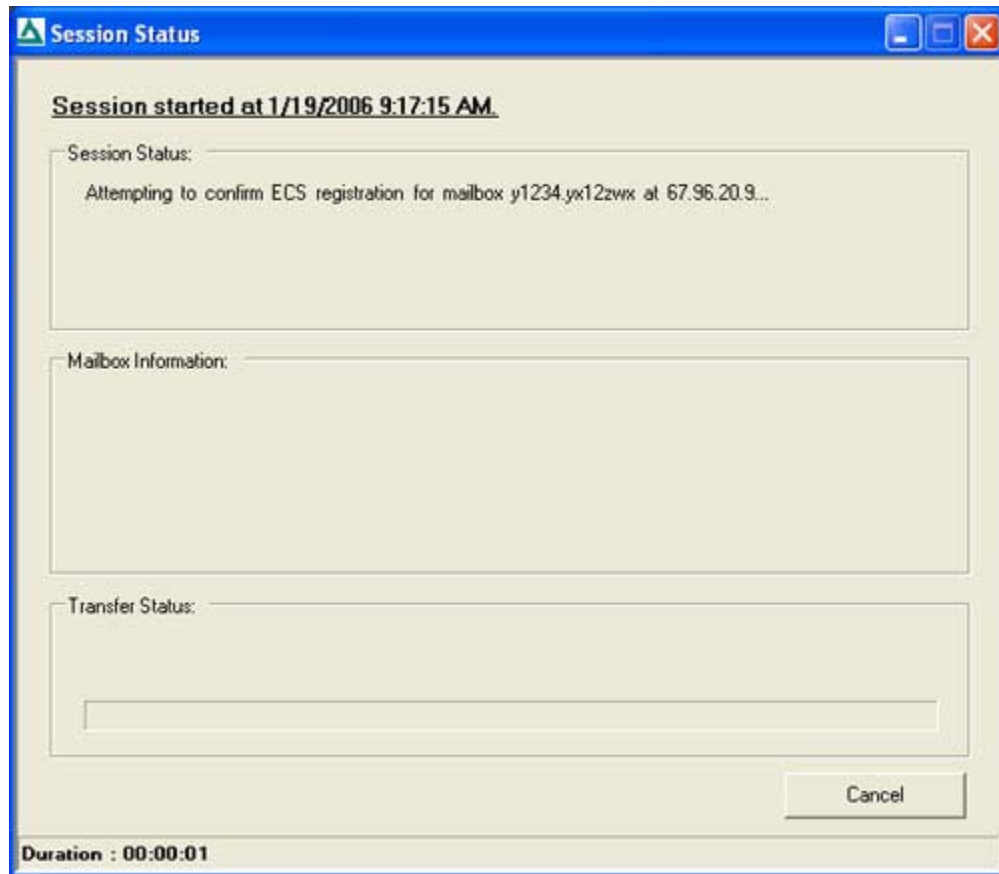 Session Status
Session started at 1/19/2006 9:17:15 AM.
Session Status:
Attempting to confirm ECS registration for mailbox y1234.yx12zwx at 67.96.20.9...
Mailbox Information:
Transfer Status:
Cancel
Duration : 00:00:01